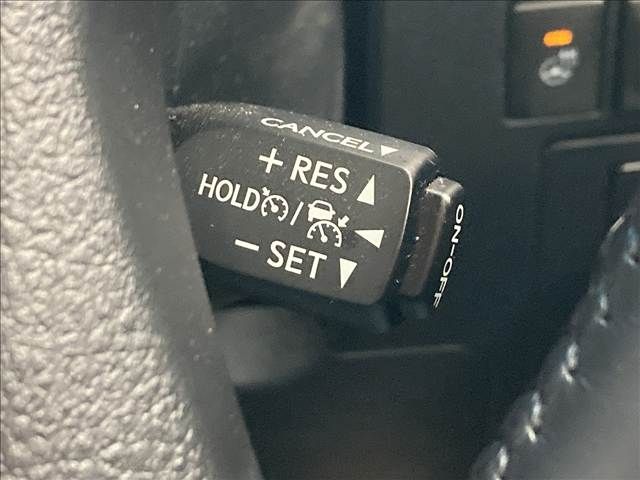 CANCEL▼
+ RES ▲
HOLD / ◀
− SET ▼
ON-OFF